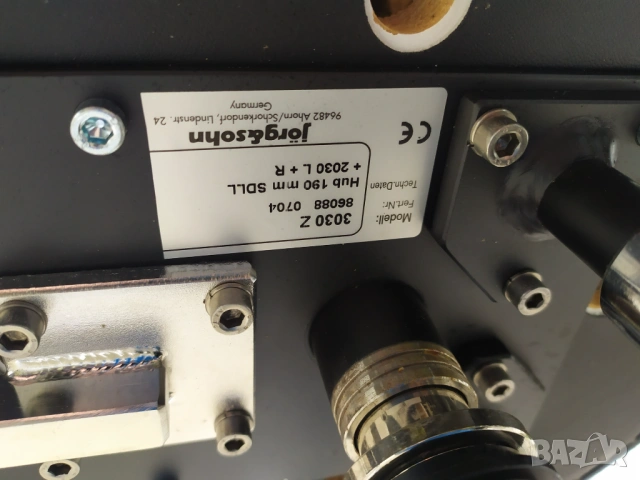 Modell: 3030 Z
Fert.Nr: 86088 0704
Techn.Daten Hub 190 mm SDLL
+ 2030 L + R
CE
jörg&sohn
96482 Ahorn/Schorkendorf, Lindenstr. 24
Germany
BAZAR